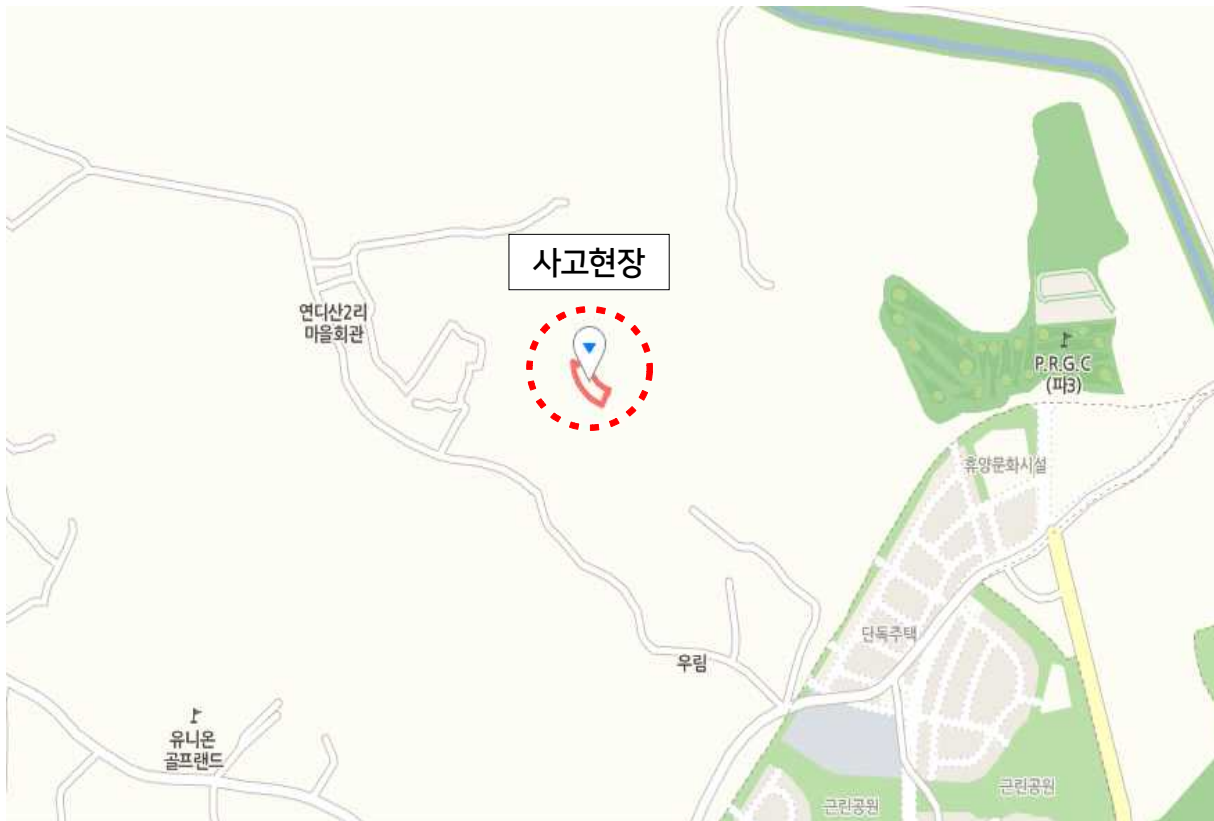 사고현장
연디산2리
마을회관
P.R.G.C
(파3)
휴양문화시설
단독주택
우림
유니온
골프랜드
근린공원
근린공원